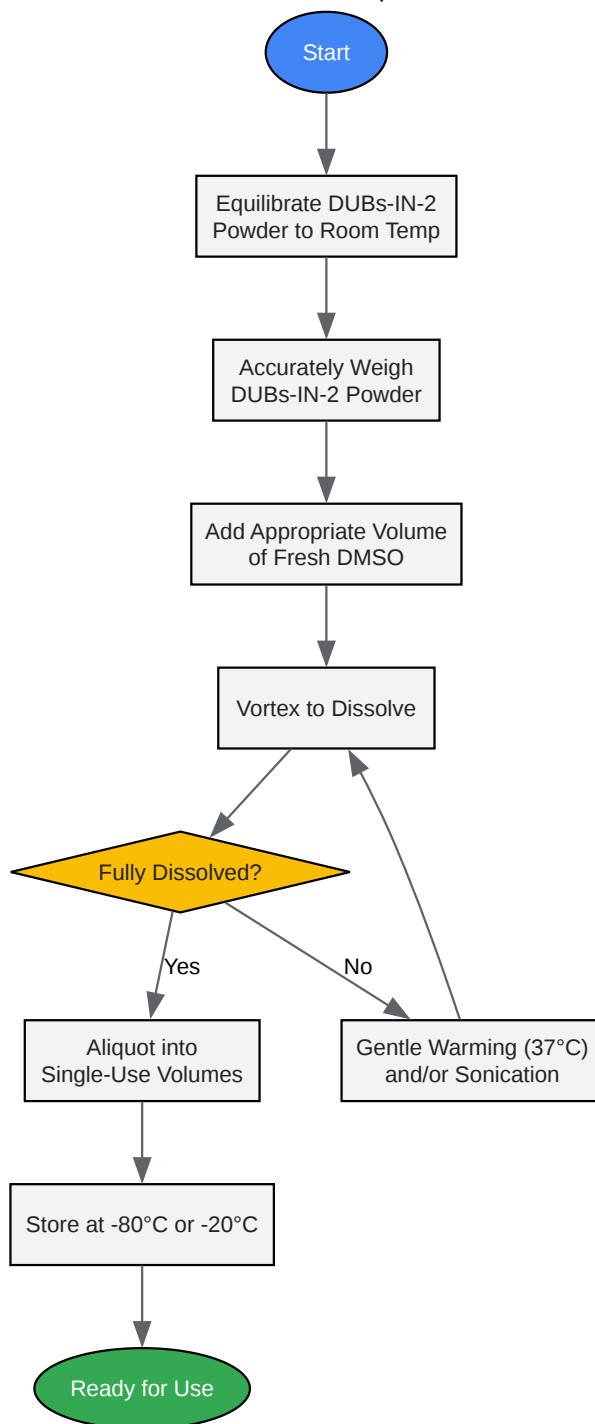 Start
Equilibrate DUBs-IN-2
Powder to Room Temp
Accurately Weigh
DUBs-IN-2 Powder
Add Appropriate Volume
of Fresh DMSO
Vortex to Dissolve
Fully Dissolved?
Yes
No
Aliquot into
Single-Use Volumes
Gentle Warming (37°C)
and/or Sonication
Store at -80°C or -20°C
Ready for Use